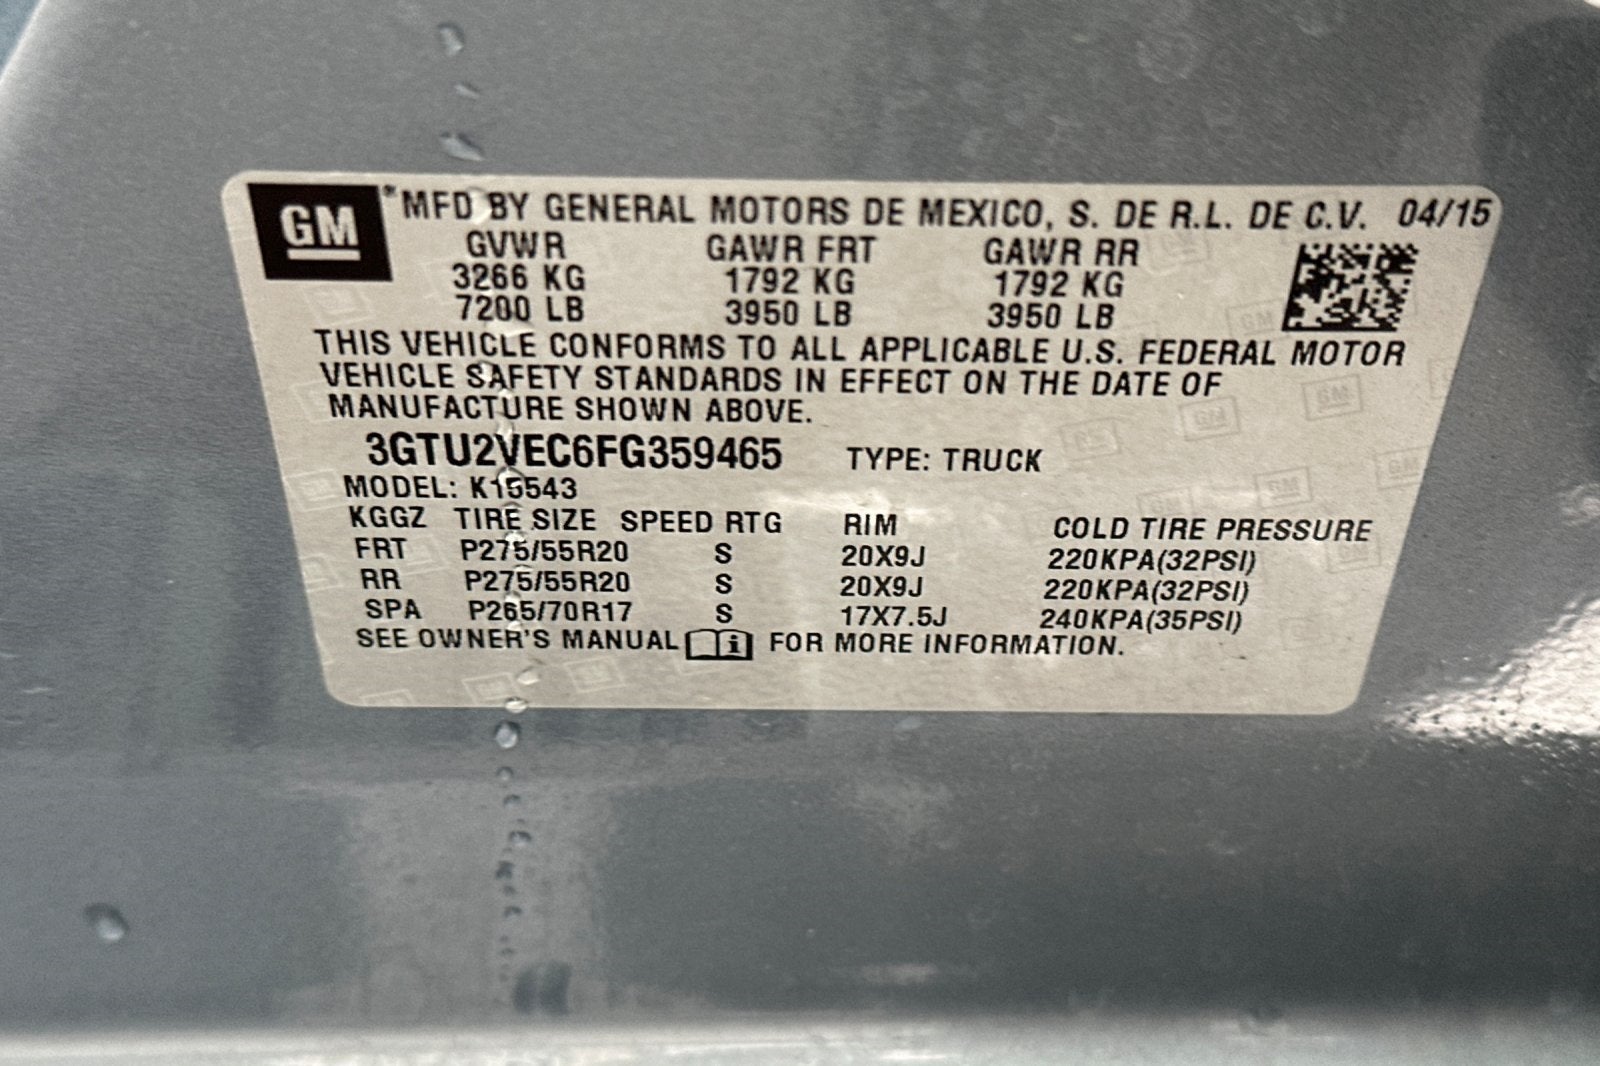 GM ® MFD BY GENERAL MOTORS DE MEXICO, S. DE R.L. DE C.V. 04/15
GVWR GAWR FRT GAWR RR
3266 KG 1792 KG 1792 KG
7200 LB 3950 LB 3950 LB
THIS VEHICLE CONFORMS TO ALL APPLICABLE U.S. FEDERAL MOTOR
VEHICLE SAFETY STANDARDS IN EFFECT ON THE DATE OF
MANUFACTURE SHOWN ABOVE.
3GTU2VEC6FG359465 TYPE: TRUCK
MODEL: K15543
KGGZ TIRE SIZE SPEED RTG RIM COLD TIRE PRESSURE
FRT P275/55R20 S 20X9J 220KPA(32PSI)
RR P275/55R20 S 20X9J 220KPA(32PSI)
SPA P265/70R17 S 17X7.5J 240KPA(35PSI)
SEE OWNER'S MANUAL i FOR MORE INFORMATION.